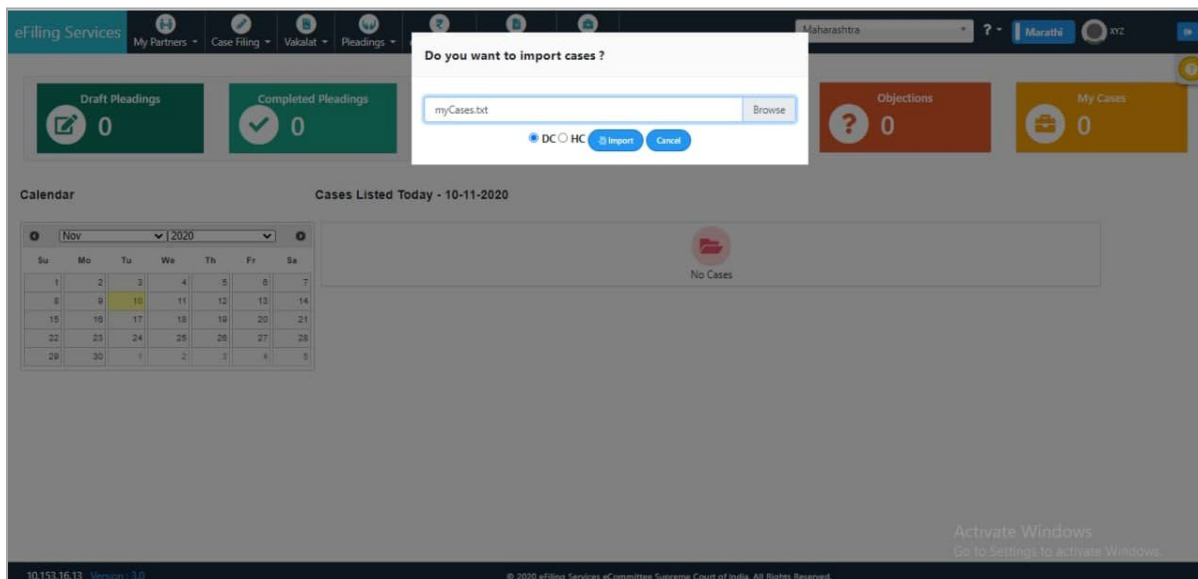 eFiling Services
My Partners Case Filing Vakalat Pleadings Maharashtra ? Marathi xyz
Do you want to import cases ?
myCases.txt Browse
DC HC Import Cancel
Draft Pleadings
0
Completed Pleadings
0
Objections
0
My Cases
0
Calendar
Cases Listed Today - 10-11-2020
Nov 2020
Su Mo Tu We Th Fr Sa
1 2 3 4 5 6 7
8 9 10 11 12 13 14
15 16 17 18 19 20 21
22 23 24 25 26 27 28
29 30 1 2 3 4 5
No Cases
Activate Windows
Go to Settings to activate Windows.
10.153.16.13 Version : 3.0
© 2020 eFiling Services eCommittee Supreme Court of India. All Rights Reserved.